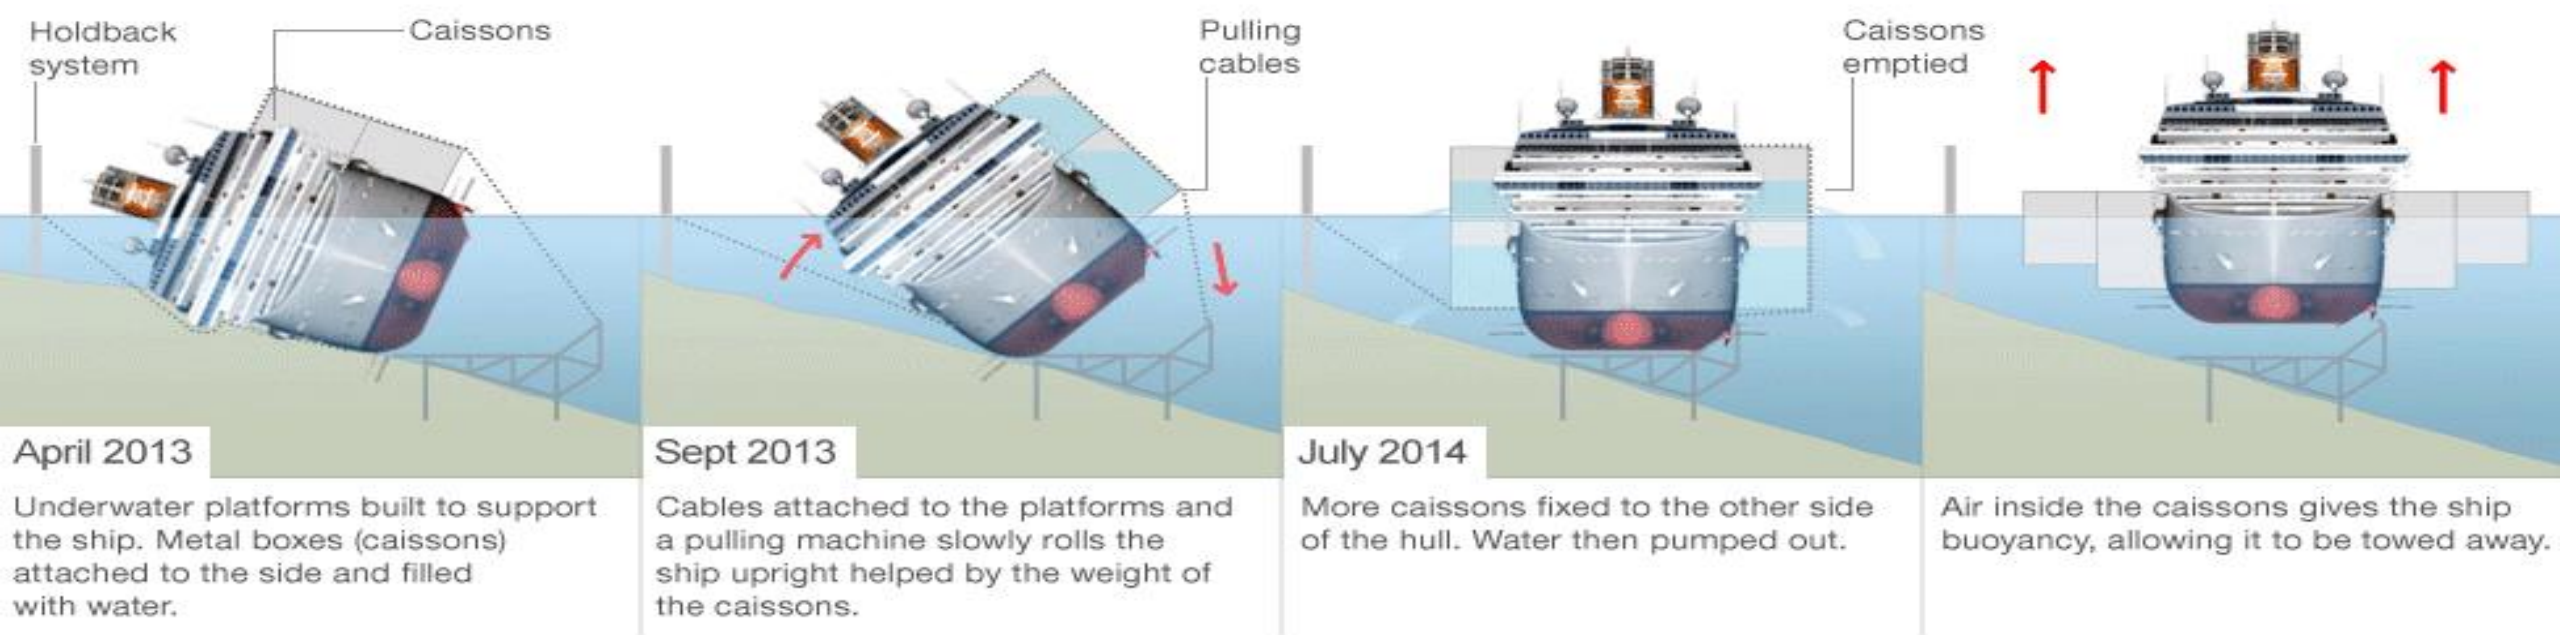 Holdback
system
Caissons
April 2013
Underwater platforms built to support
the ship. Metal boxes (caissons)
attached to the side and filled
with water.
Pulling
cables
Sept 2013
Cables attached to the platforms and
a pulling machine slowly rolls the
ship upright helped by the weight of
the caissons.
Caissons
emptied
July 2014
More caissons fixed to the other side
of the hull. Water then pumped out.
Air inside the caissons gives the ship
buoyancy, allowing it to be towed away.